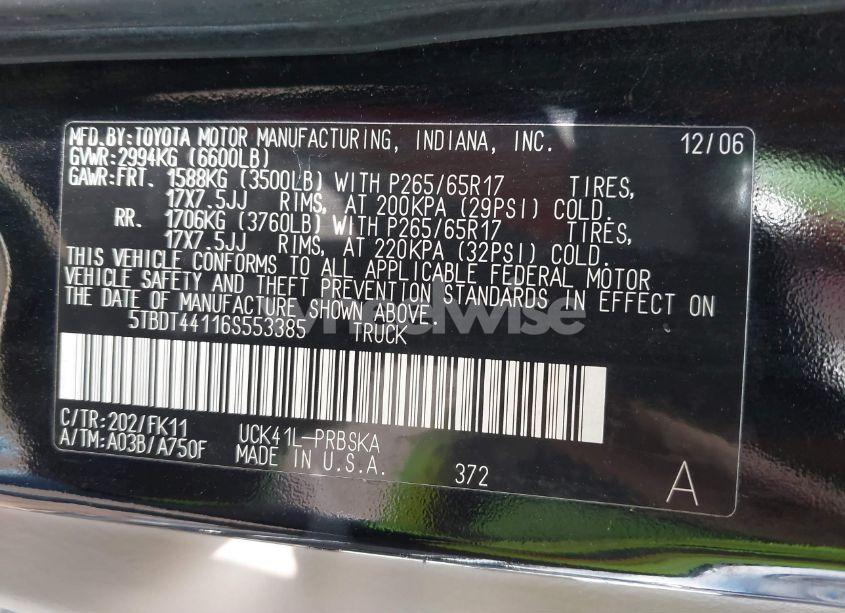 MFD.BY:TOYOTA MOTOR MANUFACTURING, INDIANA, INC. 12/06
GVWR:2994KG (6600LB)
GAWR:FRT. 1588KG (3500LB) WITH P265/65R17 TIRES,
17X7.5JJ RIMS, AT 200KPA (29PSI) COLD.
RR. 1706KG (3760LB) WITH P265/65R17 TIRES,
17X7.5JJ RIMS, AT 220KPA (32PSI) COLD.
THIS VEHICLE CONFORMS TO ALL APPLICABLE FEDERAL MOTOR
VEHICLE SAFETY AND THEFT PREVENTION STANDARDS IN EFFECT ON
THE DATE OF MANUFACTURE SHOWN ABOVE.
5TBDT44116S553385 TRUCK
C/TR:202/FK11 UCK41L-PRBSKA
A/TM:A03B/A750F MADE IN U.S.A. 372
A